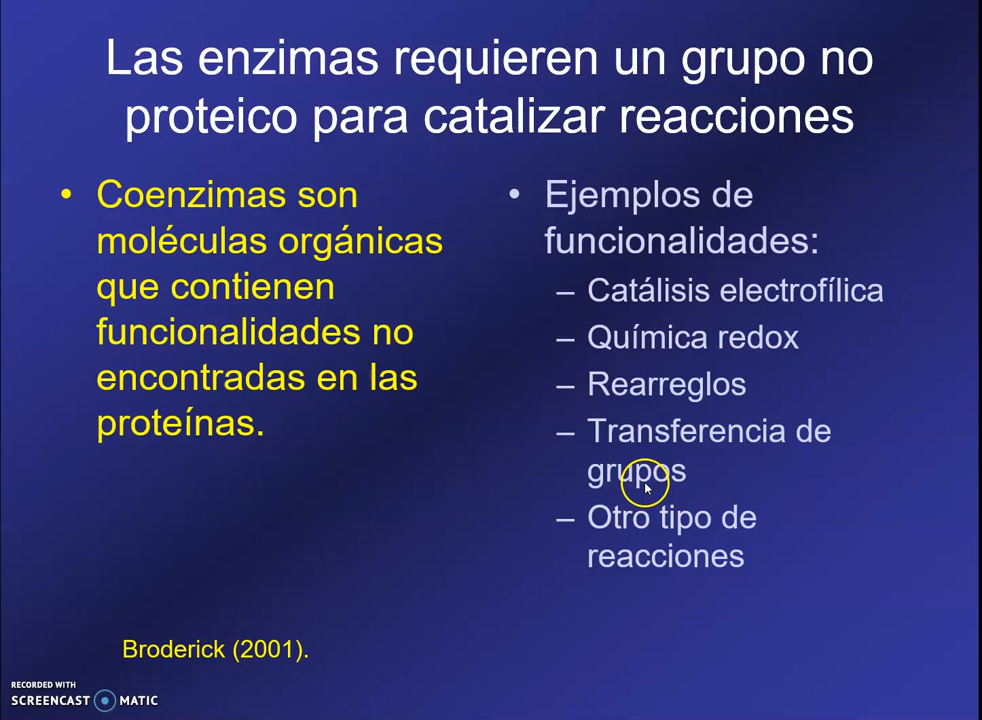 Las enzimas requieren un grupo no
proteico para catalizar reacciones
• Coenzimas son
moléculas orgánicas
que contienen
funcionalidades no
encontradas en las
proteínas.
• Ejemplos de
funcionalidades:
– Catálisis electrofílica
– Química redox
– Rearreglos
– Transferencia de
grupos
– Otro tipo de
reacciones
Broderick (2001).
RECORDED WITH
SCREENCAST MATIC